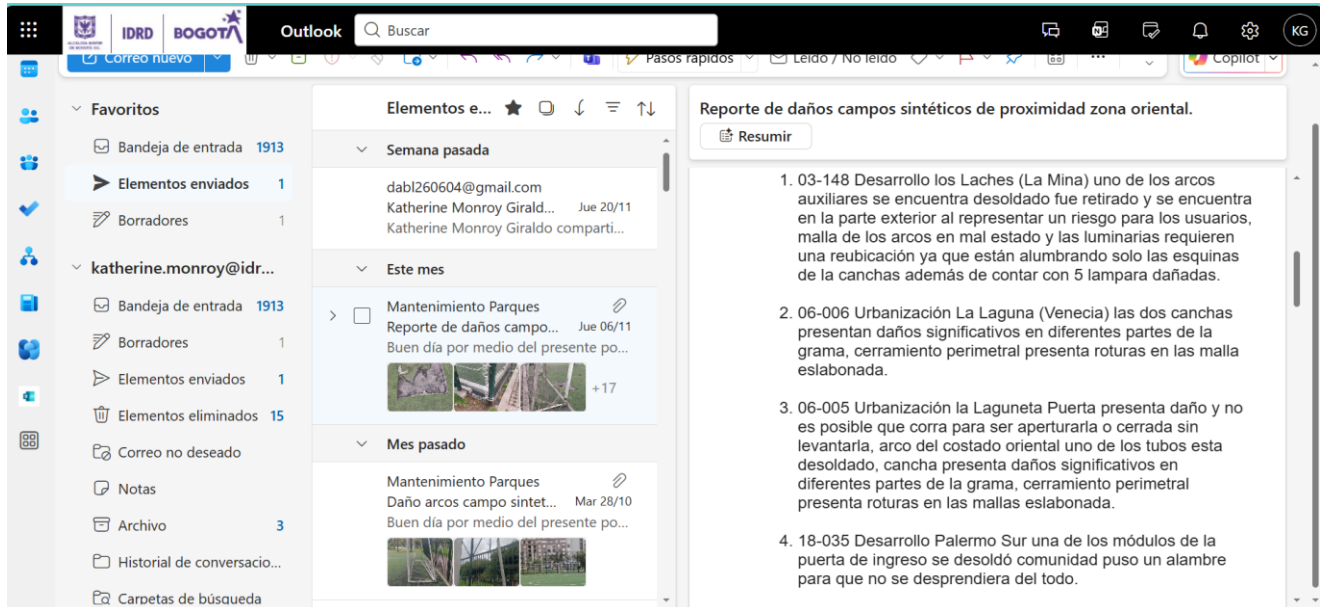 IDRD
BOGOTÁ
Outlook
Buscar
KG
Correo nuevo
Pasos rápidos
Leído / No leído
Copilot
Favoritos
Bandeja de entrada 1913
Elementos enviados 1
Borradores 1
katherine.monroy@idr...
Bandeja de entrada 1913
Borradores 1
Elementos enviados 1
Elementos eliminados 15
Correo no deseado
Notas
Archivo 3
Historial de conversacio...
Carpetas de búsqueda
Elementos e...
Semana pasada
dabl260604@gmail.com
Katherine Monroy Girald... Jue 20/11
Katherine Monroy Giraldo comparti...
Este mes
Mantenimiento Parques
Reporte de daños campo... Jue 06/11
Buen día por medio del presente po...
+17
Mes pasado
Mantenimiento Parques
Daño arcos campo sintet... Mar 28/10
Buen día por medio del presente po...
Reporte de daños campos sintéticos de proximidad zona oriental.
Resumir
1. 03-148 Desarrollo los Laches (La Mina) uno de los arcos
auxiliares se encuentra desoldado fue retirado y se encuentra
en la parte exterior al representar un riesgo para los usuarios,
malla de los arcos en mal estado y las luminarias requieren
una reubicación ya que están alumbrando solo las esquinas
de la canchas además de contar con 5 lampara dañadas.
2. 06-006 Urbanización La Laguna (Venecia) las dos canchas
presentan daños significativos en diferentes partes de la
grama, cerramiento perimetral presenta roturas en las malla
eslabonada.
3. 06-005 Urbanización la Laguneta Puerta presenta daño y no
es posible que corra para ser aperturarla o cerrada sin
levantarla, arco del costado oriental uno de los tubos esta
desoldado, cancha presenta daños significativos en
diferentes partes de la grama, cerramiento perimetral
presenta roturas en las mallas eslabonada.
4. 18-035 Desarrollo Palermo Sur una de los módulos de la
puerta de ingreso se desoldó comunidad puso un alambre
para que no se desprendiera del todo.